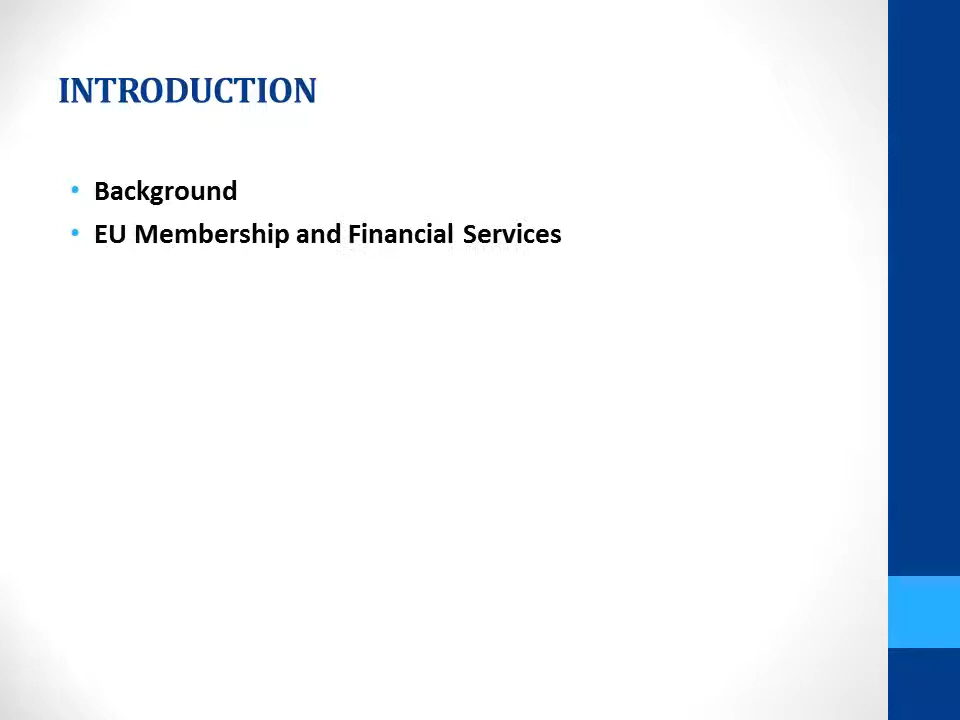 INTRODUCTION
• Background
• EU Membership and Financial Services